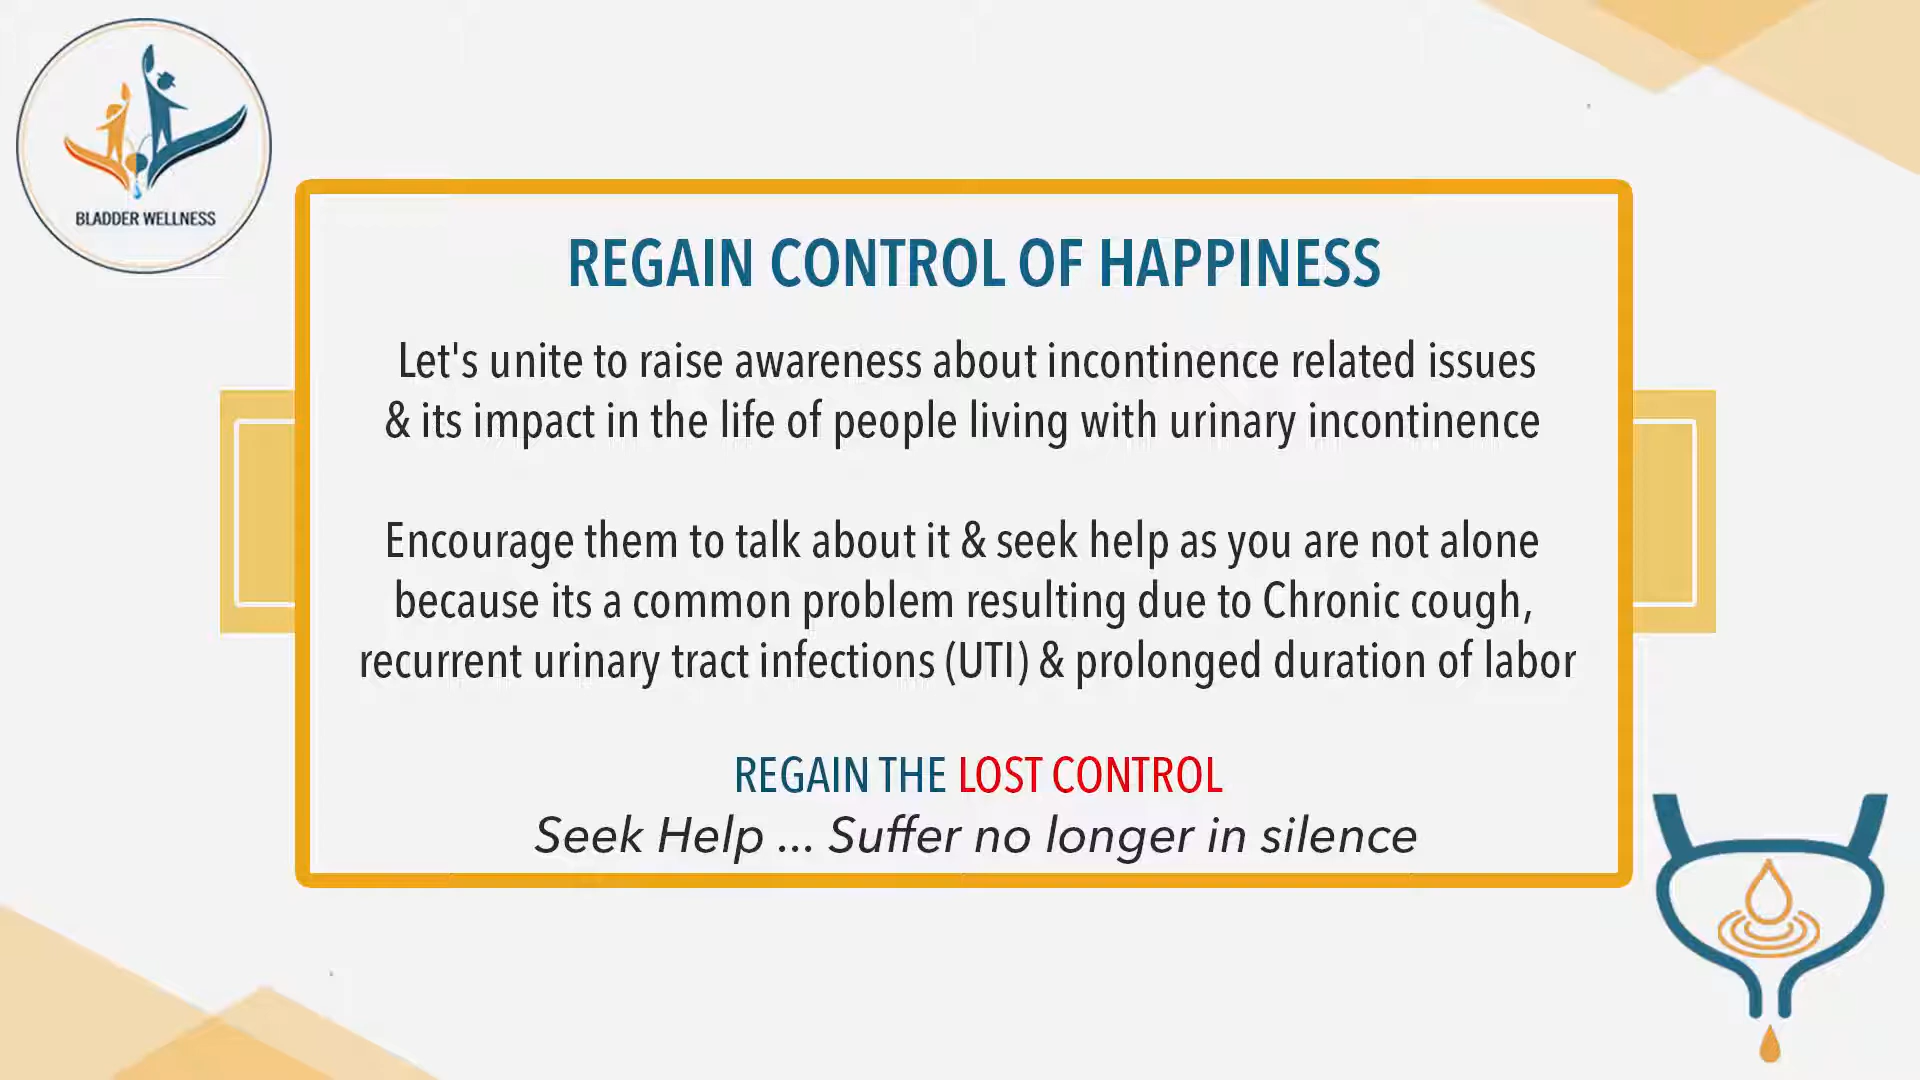 BLADDER WELLNESS
REGAIN CONTROL OF HAPPINESS
Let's unite to raise awareness about incontinence related issues
& its impact in the life of people living with urinary incontinence
Encourage them to talk about it & seek help as you are not alone
because its a common problem resulting due to Chronic cough,
recurrent urinary tract infections (UTI) & prolonged duration of labor
REGAIN THE LOST CONTROL
Seek Help ... Suffer no longer in silence